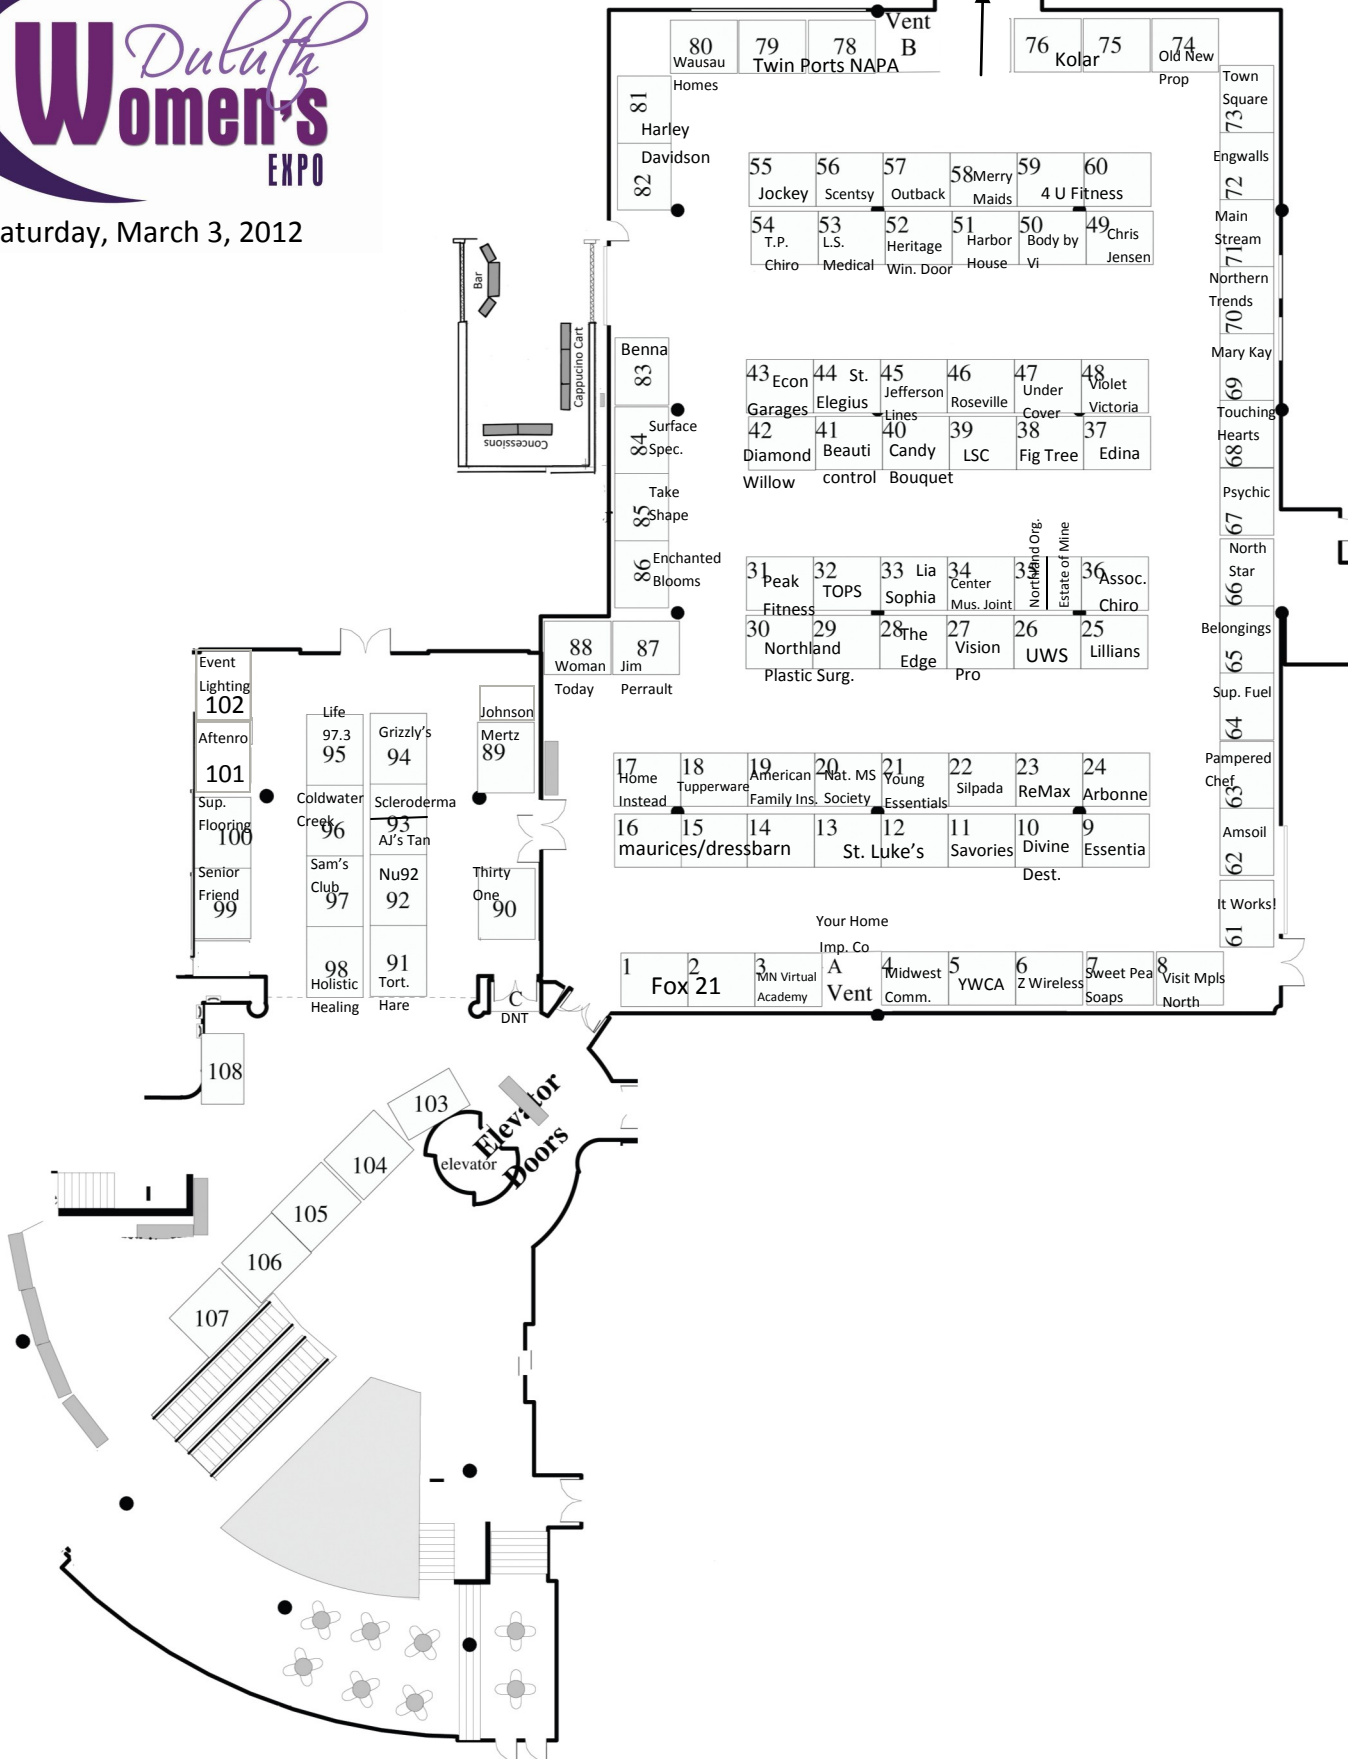 Duluth
Women's
EXPO
aturday, March 3, 2012
Vent
B
80
Wausau
Homes
79
78
Twin Ports NAPA
76
75
Kolar
74
Old New
Prop
81
82
Harley
Davidson
Town
Square
73
Engwalls
72
Main
Stream
71
Northern
Trends
70
Mary Kay
69
Touching
Hearts
68
Psychic
67
North
Star
66
Belongings
65
Sup. Fuel
64
Pampered
Chef
63
Amsoil
62
It Works!
61
55
Jockey
56
Scentsy
57
Outback
58
Merry
Maids
59
60
4 U Fitness
54
T.P.
Chiro
53
L.S.
Medical
52
Heritage
Win. Door
51
Harbor
House
50
Body by
Vi
49
Chris
Jensen
Bar
Cappucino Cart
Concessions
Benna
83
84
Surface
Spec.
85
Take
Shape
86
Enchanted
Blooms
43
Econ
Garages
44
St.
Elegius
45
Jefferson
Lines
46
Roseville
47
Under
Cover
48
Violet
Victoria
42
Diamond
Willow
41
Beauti
control
40
Candy
Bouquet
39
LSC
38
Fig Tree
37
Edina
31
Peak
Fitness
32
TOPS
33
Lia
Sophia
34
Center
Mus. Joint
35
Northland Org.
Estate of Mine
36
Assoc.
Chiro
30
29
Northland
Plastic Surg.
28
The
Edge
27
Vision
Pro
26
UWS
25
Lillians
88
Woman
Today
87
Jim
Perrault
17
Home
Instead
18
Tupperware
19
American
Family Ins.
20
Nat. MS
Society
21
Young
Essentials
22
Silpada
23
ReMax
24
Arbonne
16
15
14
maurices/dressbarn
13
12
St. Luke's
11
Savories
10
Divine
Dest.
9
Essentia
Your Home
Imp. Co
1
2
Fox 21
3
MN Virtual
Academy
A
Vent
4
Midwest
Comm.
5
YWCA
6
Z Wireless
7
Sweet Pea
Soaps
8
Visit Mpls
North
Event
Lighting
102
Aftenro
101
Sup.
Flooring
100
Senior
Friend
99
Life
97.3
95
Coldwater
Creek
96
Sam's
Club
97
98
Holistic
Healing
Grizzly's
94
Scleroderma
93
AJ's Tan
Nu92
92
91
Tort.
Hare
Johnson
Mertz
89
Thirty
One
90
C
DNT
108
103
104
105
106
107
elevator
Elevator
Doors